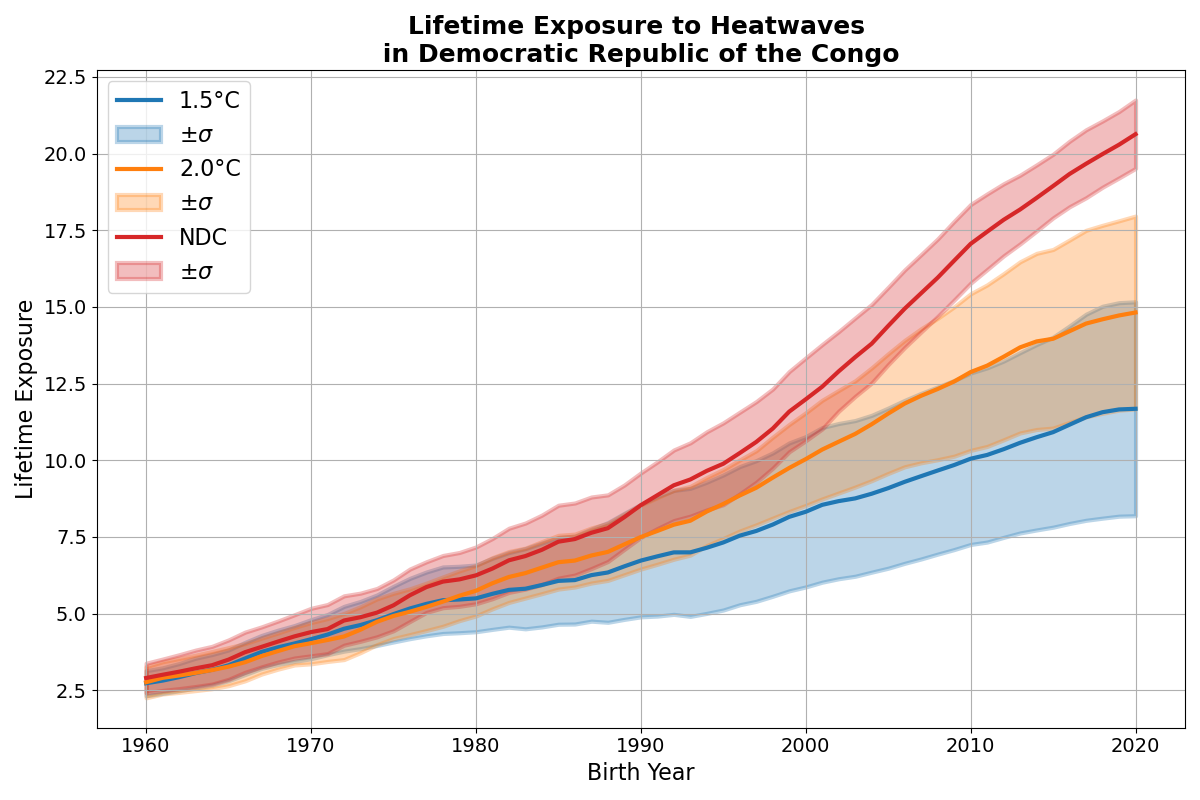 Lifetime Exposure to Heatwaves
in Democratic Republic of the Congo
22.5
20.0
17.5
15.0
12.5
10.0
7.5
5.0
2.5
Lifetime Exposure
1.5°C
±σ
2.0°C
±σ
NDC
±σ
1960
1970
1980
1990
2000
2010
2020
Birth Year